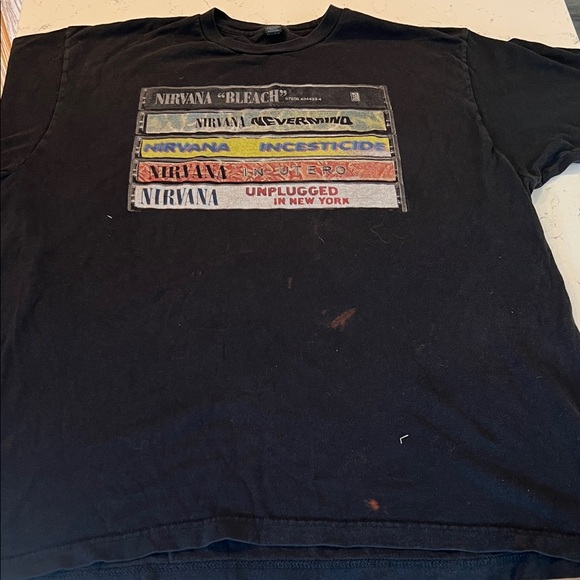 NIRVANA "BLEACH"
NIRVANA NEVERMIND
NIRVANA INCESTICIDE
NIRVANA IN UTERO
NIRVANA UNPLUGGED
IN NEW YORK